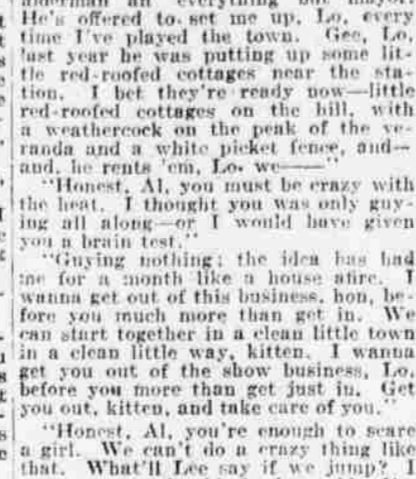 alderman an' everything but mayor.
He's offered to set me up, Lo, every
time I've played the town. Gee, Lo,
last year he was putting up some lit-
tle red-roofed cottages near the sta-
tion. I bet they're ready now—little
red-roofed cottages on the hill, with
a weathercock on the peak of the ve-
randa and a white picket fence, and—
and, he rents 'em, Lo, we——"
"Honest, Al, you must be crazy with
the heat. I thought you was only guy-
ing all along—or I would have given
you a brain test."
"Guying nothing; the idea has had
me for a month like a house afire. I
wanna get out of this business, hon, be-
fore you much more than get in. We
can start together in a clean little town
in a clean little way, kitten. I wanna
get you out of the show business, Lo,
before you more than get just in. Get
you out, kitten, and take care of you."
"Honest, Al, you're enough to scare
a girl. We can't do a crazy thing like
that. What'll Lee say if we jump? I